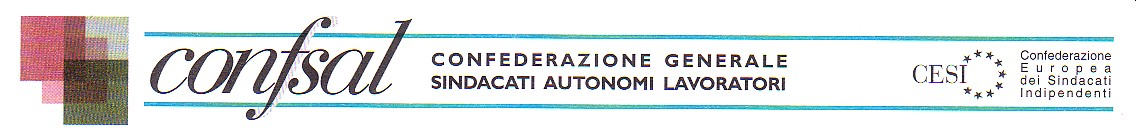 confsal
CONFEDERAZIONE GENERALE
SINDACATI AUTONOMI LAVORATORI
CESI
Confederazione
Europea
dei Sindacati
Indipendenti